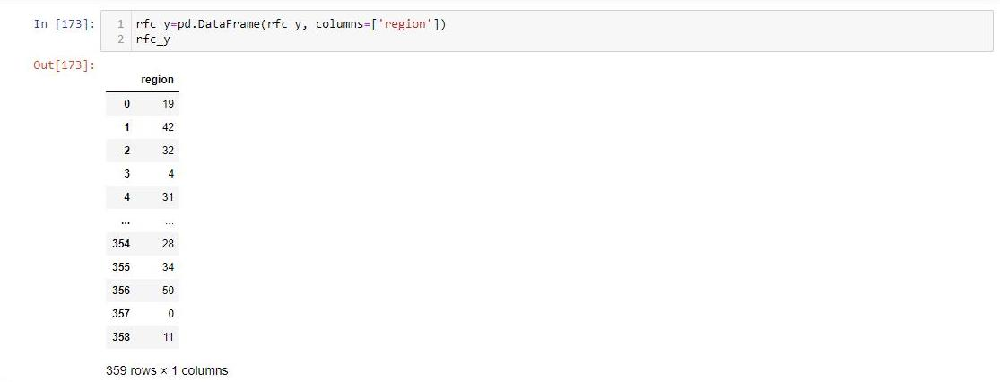 In [173]: 1 rfc_y=pd.DataFrame(rfc_y, columns=['region'])
2 rfc_y
Out[173]:
region
0 19
1 42
2 32
3 4
4 31
... ...
354 28
355 34
356 50
357 0
358 11
359 rows × 1 columns